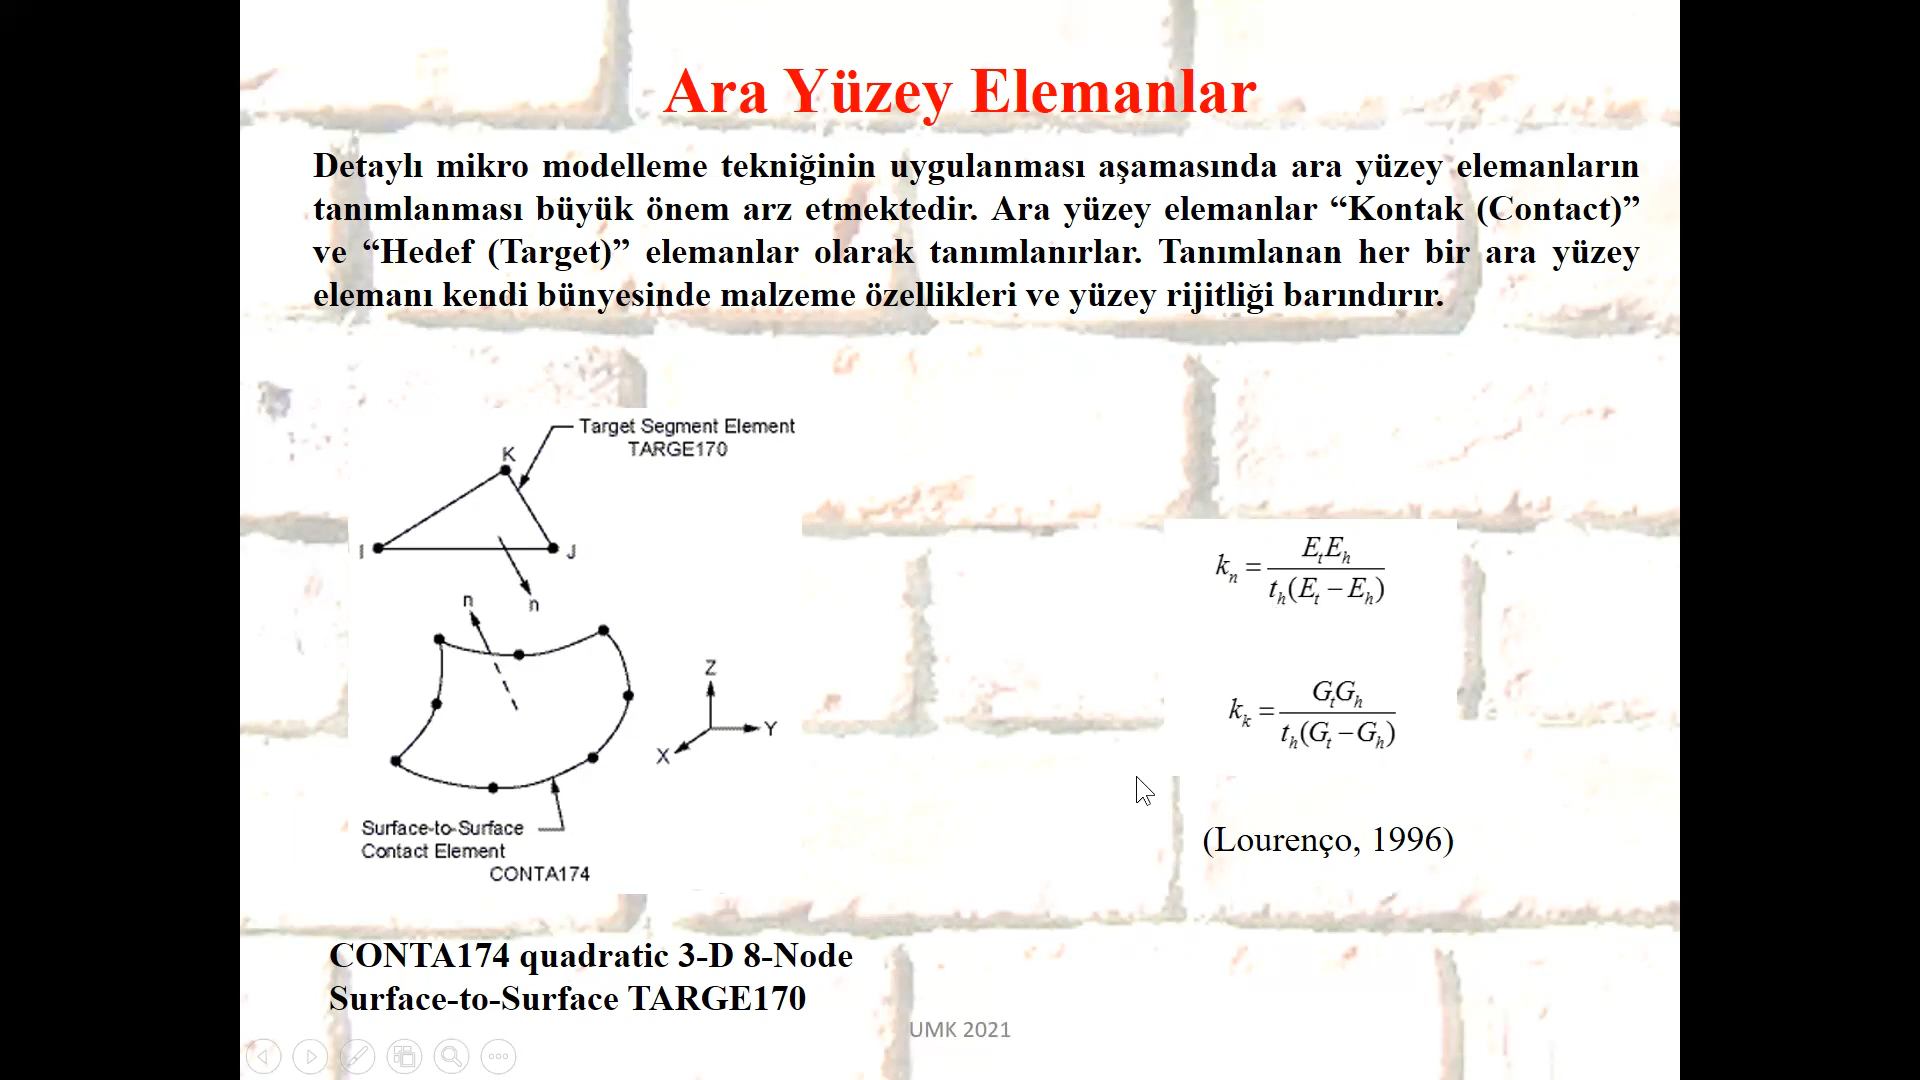 Ara Yüzey Elemanlar
Detaylı mikro modelleme tekniğinin uygulanması aşamasında ara yüzey elemanların
tanımlanması büyük önem arz etmektedir. Ara yüzey elemanlar “Kontak (Contact)”
ve “Hedef (Target)” elemanlar olarak tanımlanırlar. Tanımlanan her bir ara yüzey
elemanı kendi bünyesinde malzeme özellikleri ve yüzey rijitliği barındırır.
Target Segment Element
TARGE170
K
I
J
n
n
Z
Y
X
Surface-to-Surface
Contact Element
CONTA174
k_n = E_t E_h / t_h(E_t − E_h)
k_k = G_t G_h / t_h(G_t − G_h)
(Lourenço, 1996)
CONTA174 quadratic 3-D 8-Node
Surface-to-Surface TARGE170
UMK 2021